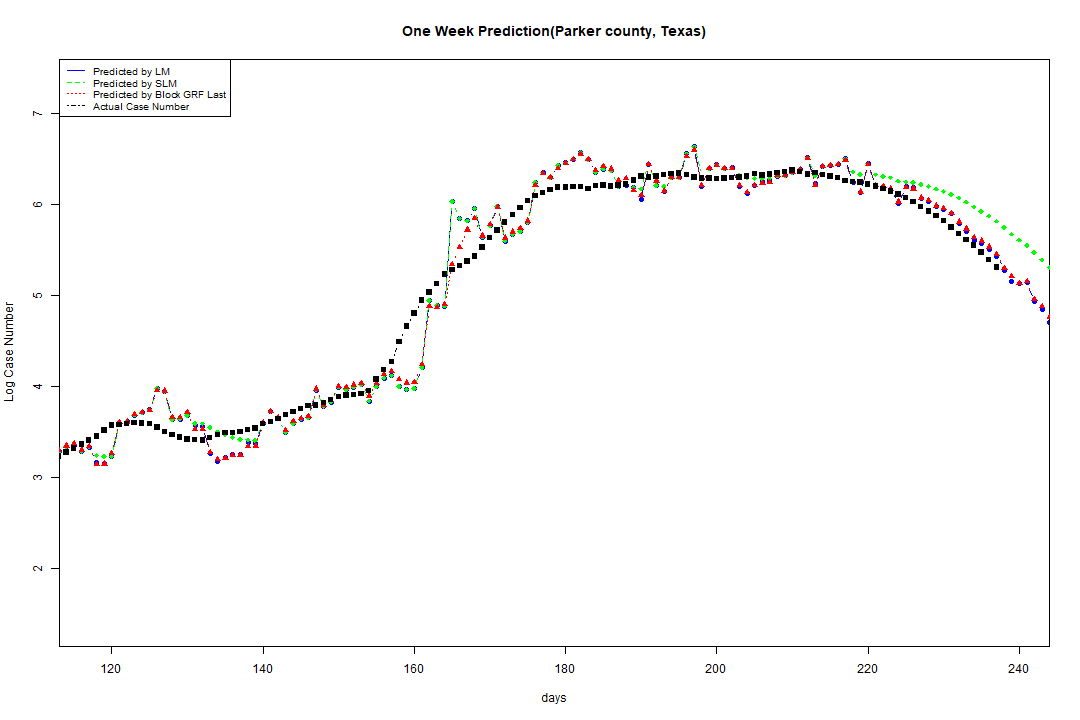 One Week Prediction(Parker county, Texas)
Predicted by LM
Predicted by SLM
Predicted by Block GRF Last
Actual Case Number
7
6
5
4
3
2
Log Case Number
120 140 160 180 200 220 240
days